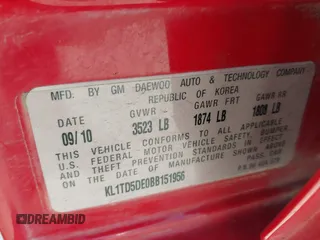 MFD. BY GM DAEWOO AUTO & TECHNOLOGY COMPANY
REPUBLIC OF KOREA
DATE GVWR GAWR FRT GAWR RR
09/10 3523 LB 1874 LB 1808 LB
THIS VEHICLE CONFORMS TO ALL APPLICABLE
U.S. FEDERAL MOTOR VEHICLE SAFETY, BUMPER,
AND THEFT PREVENTION STANDARDS IN EFFECT
ON THE DATE OF MANUFACTURE SHOWN ABOVE
KL1TD5DE0BB151956 PASS. CAR
DREAMBID